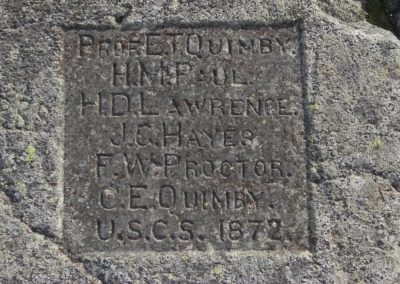 PROF.E.T.QUIMBY.
H.M.PAUL.
H.D.LAWRENCE.
J.G.HAYES.
F.W.PROCTOR.
C.E.QUIMBY.
U.S.C.S. 1872.